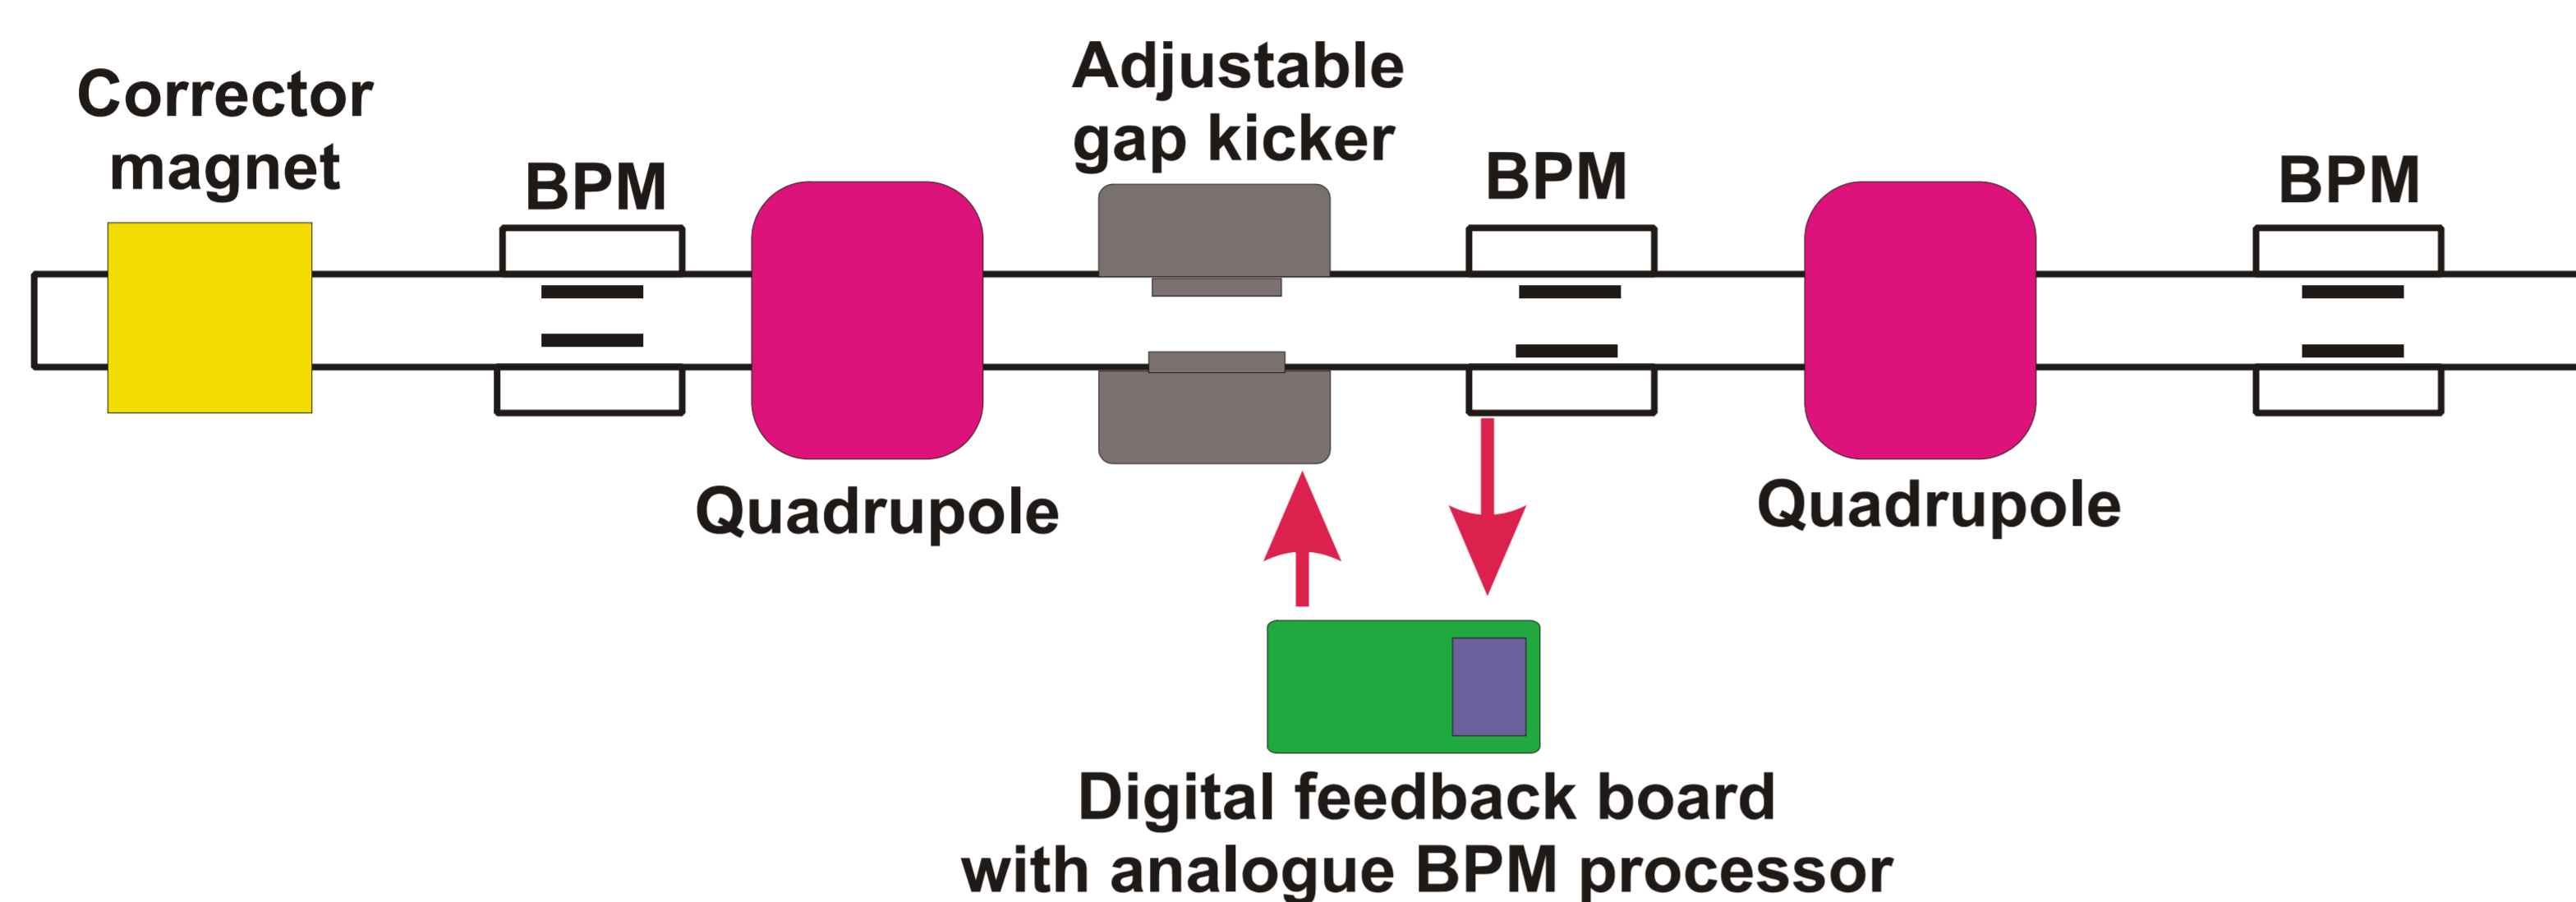 Corrector
magnet
BPM
Adjustable
gap kicker
BPM
BPM
Quadrupole
Quadrupole
Digital feedback board
with analogue BPM processor